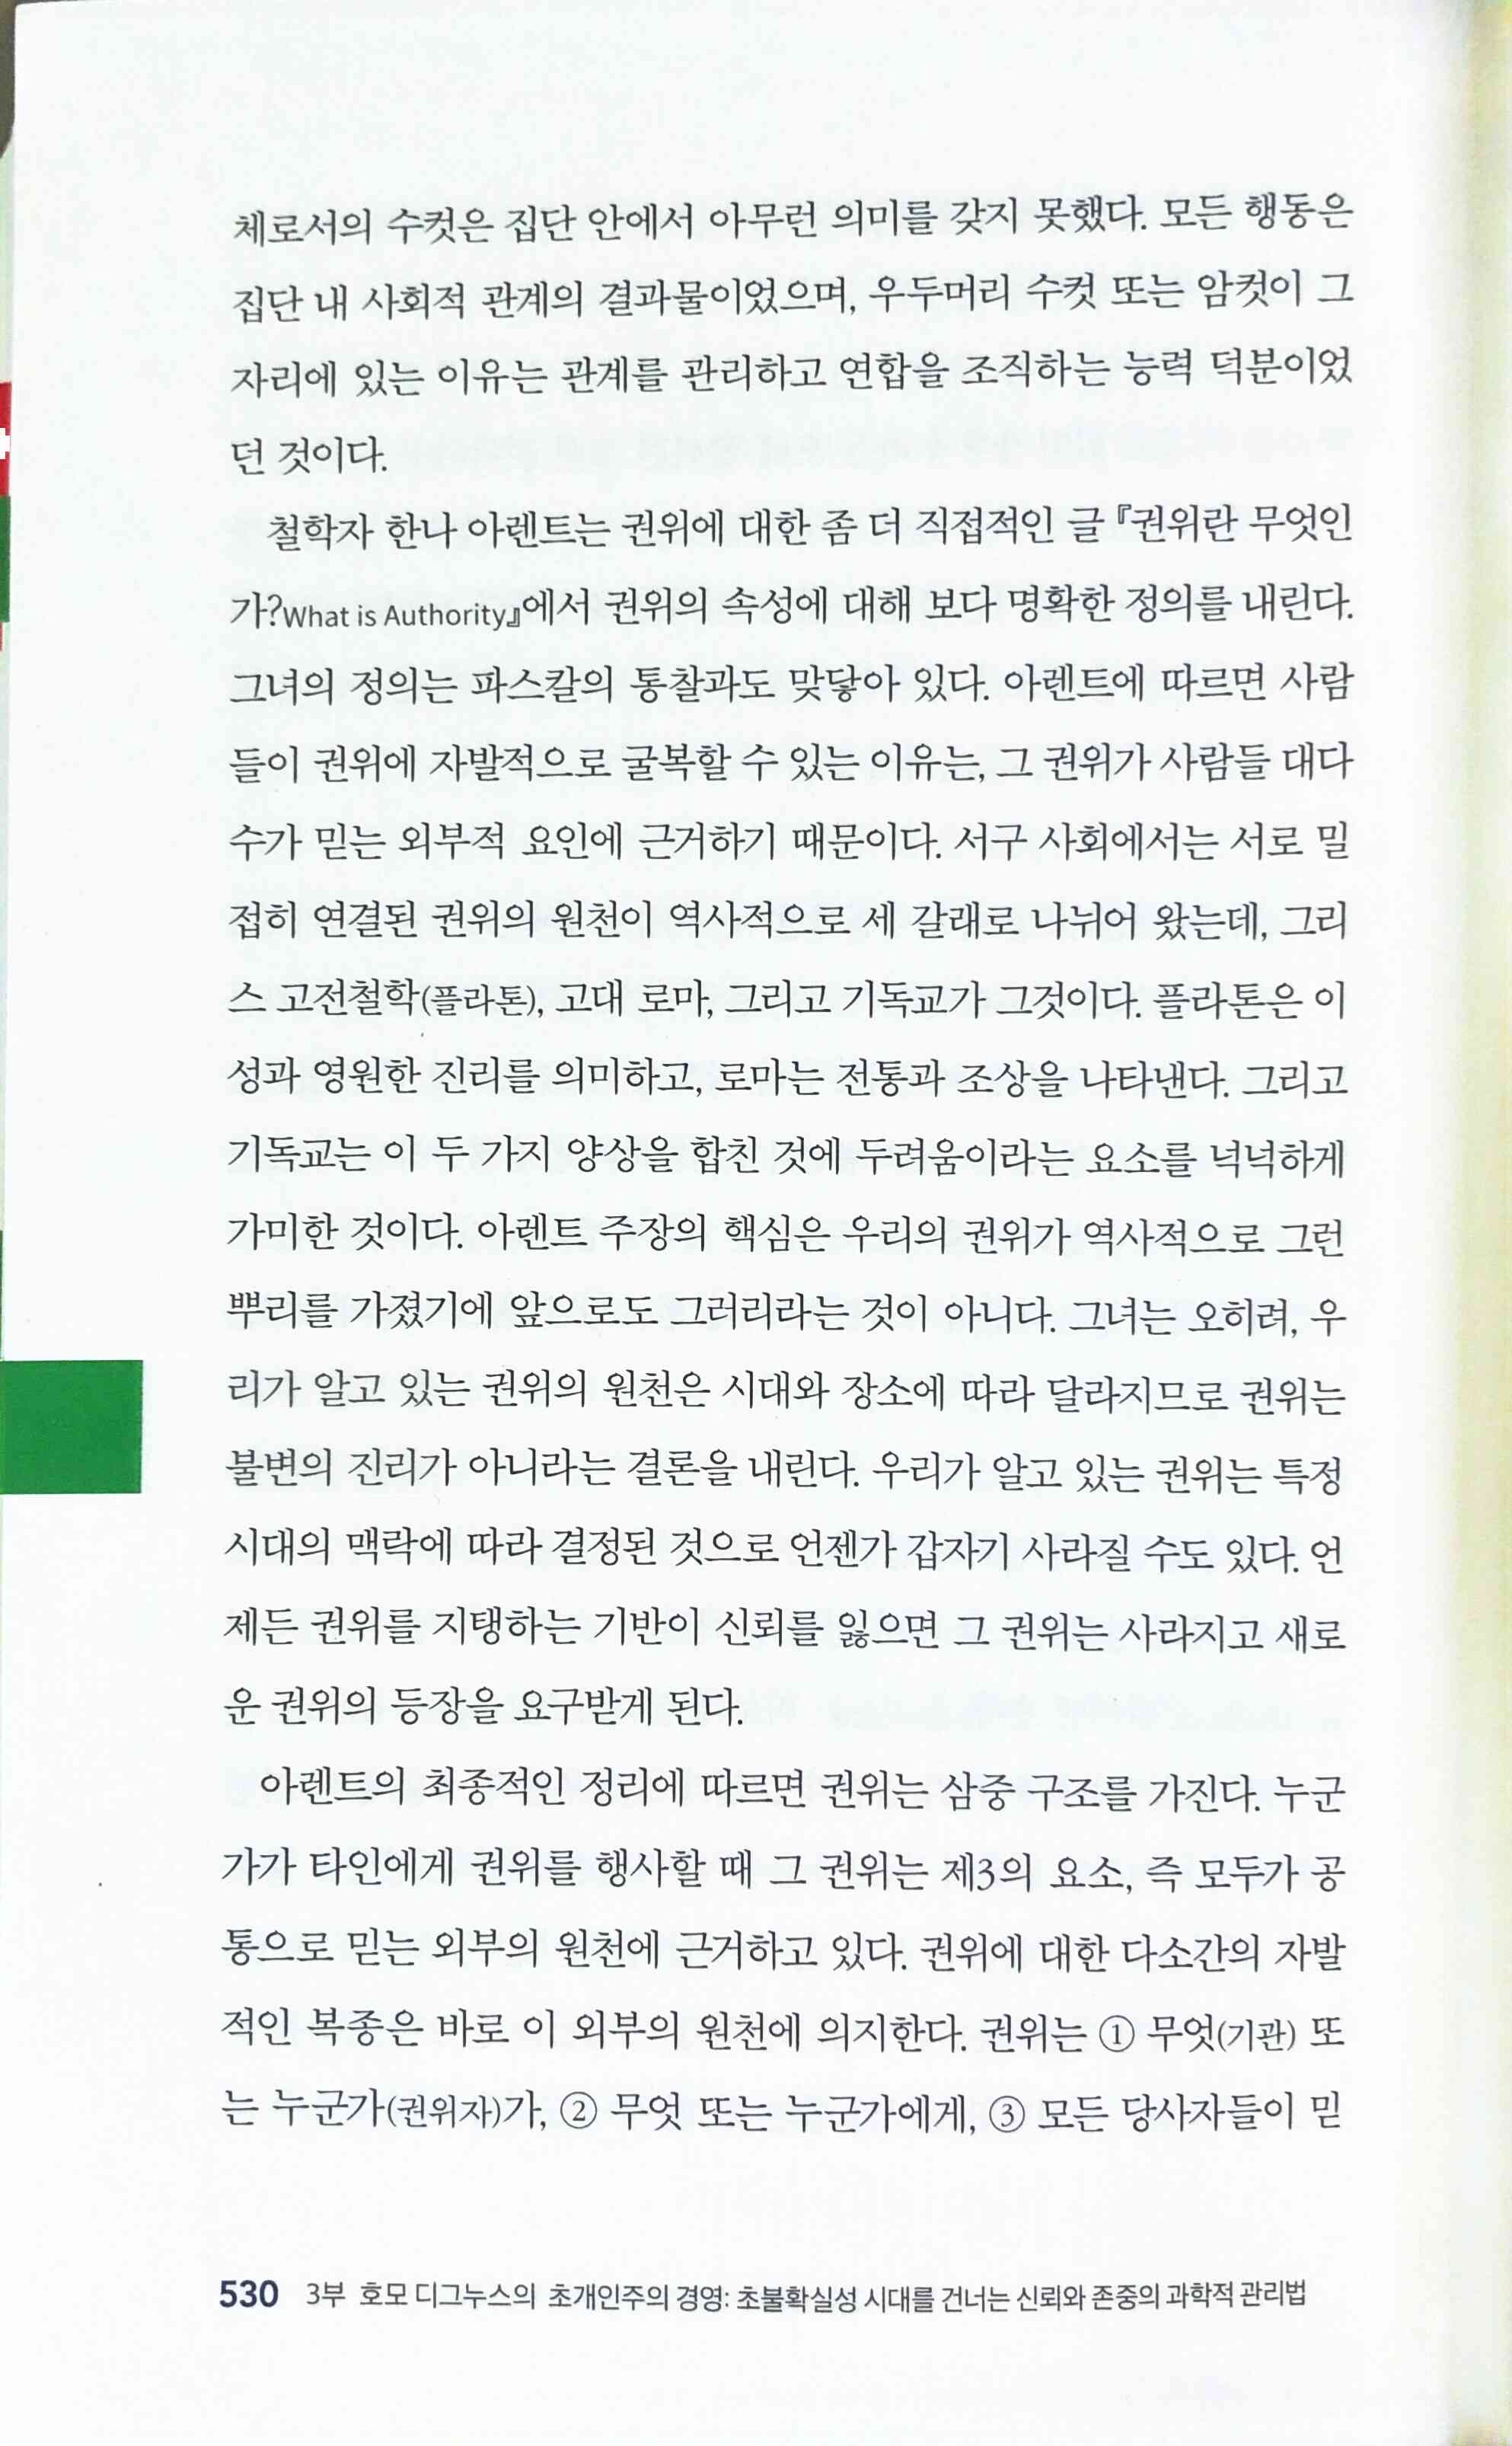 체로서의 수컷은 집단 안에서 아무런 의미를 갖지 못했다. 모든 행동은
집단 내 사회적 관계의 결과물이었으며, 우두머리 수컷 또는 암컷이 그
자리에 있는 이유는 관계를 관리하고 연합을 조직하는 능력 덕분이었
던 것이다.
철학자 한나 아렌트는 권위에 대한 좀 더 직접적인 글 『권위란 무엇인
가?What is Authority』에서 권위의 속성에 대해 보다 명확한 정의를 내린다.
그녀의 정의는 파스칼의 통찰과도 맞닿아 있다. 아렌트에 따르면 사람
들이 권위에 자발적으로 굴복할 수 있는 이유는, 그 권위가 사람들 대다
수가 믿는 외부적 요인에 근거하기 때문이다. 서구 사회에서는 서로 밀
접히 연결된 권위의 원천이 역사적으로 세 갈래로 나뉘어 왔는데, 그리
스 고전철학(플라톤), 고대 로마, 그리고 기독교가 그것이다. 플라톤은 이
성과 영원한 진리를 의미하고, 로마는 전통과 조상을 나타낸다. 그리고
기독교는 이 두 가지 양상을 합친 것에 두려움이라는 요소를 넉넉하게
가미한 것이다. 아렌트 주장의 핵심은 우리의 권위가 역사적으로 그런
뿌리를 가졌기에 앞으로도 그러리라는 것이 아니다. 그녀는 오히려, 우
리가 알고 있는 권위의 원천은 시대와 장소에 따라 달라지므로 권위는
불변의 진리가 아니라는 결론을 내린다. 우리가 알고 있는 권위는 특정
시대의 맥락에 따라 결정된 것으로 언젠가 갑자기 사라질 수도 있다. 언
제든 권위를 지탱하는 기반이 신뢰를 잃으면 그 권위는 사라지고 새로
운 권위의 등장을 요구받게 된다.
아렌트의 최종적인 정리에 따르면 권위는 삼중 구조를 가진다. 누군
가가 타인에게 권위를 행사할 때 그 권위는 제3의 요소, 즉 모두가 공
통으로 믿는 외부의 원천에 근거하고 있다. 권위에 대한 다소간의 자발
적인 복종은 바로 이 외부의 원천에 의지한다. 권위는 ① 무엇(기관) 또
는 누군가(권위자)가, ② 무엇 또는 누군가에게, ③ 모든 당사자들이 믿
530 3부 호모 디그누스의 초개인주의 경영: 초불확실성 시대를 건너는 신뢰와 존중의 과학적 관리법